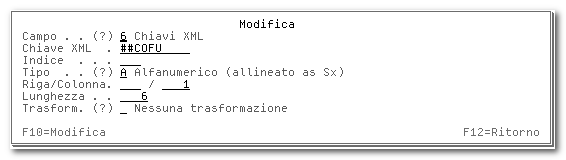 Modifica
Campo . . (?) 6 Chiavi XML
Chiave XML . ##COFU
Indice . . .
Tipo . . (?) A Alfanumerico (allineato as Sx)
Riga/Colonna. / 1
Lunghezza . . 6
Trasform. (?) _ Nessuna trasformazione
F10=Modifica F12=Ritorno